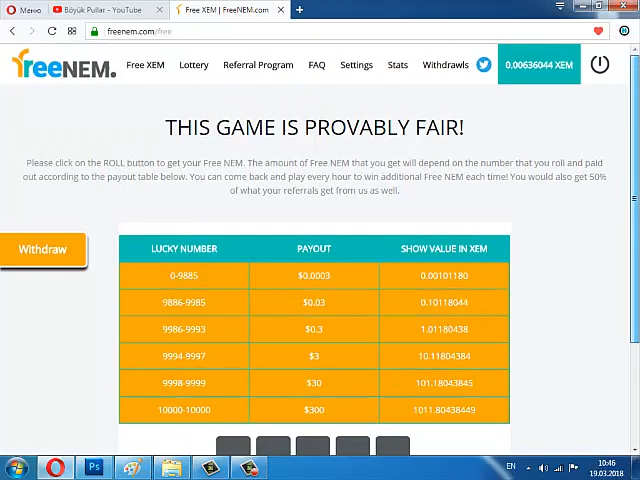 Меню
Böyük Pullar - YouTube
Free XEM | FreeNEM.com
freenem.com/free
freeNEM.
Free XEM
Lottery
Referral Program
FAQ
Settings
Stats
Withdrawls
0.00636044 XEM
THIS GAME IS PROVABLY FAIR!
Please click on the ROLL button to get your Free NEM. The amount of Free NEM that you get will depend on the number that you roll and paid
out according to the payout table below. You can come back and play every hour to win additional Free NEM each time! You would also get 50%
of what your referrals get from us as well.
Withdraw
LUCKY NUMBER PAYOUT SHOW VALUE IN XEM
0-9885 $0.0003 0.00101180
9886-9985 $0.03 0.10118044
9986-9993 $0.3 1.01180438
9994-9997 $3 10.11804384
9998-9999 $30 101.18043845
10000-10000 $300 1011.80438449
Ps
EN
10:46
19.03.2018